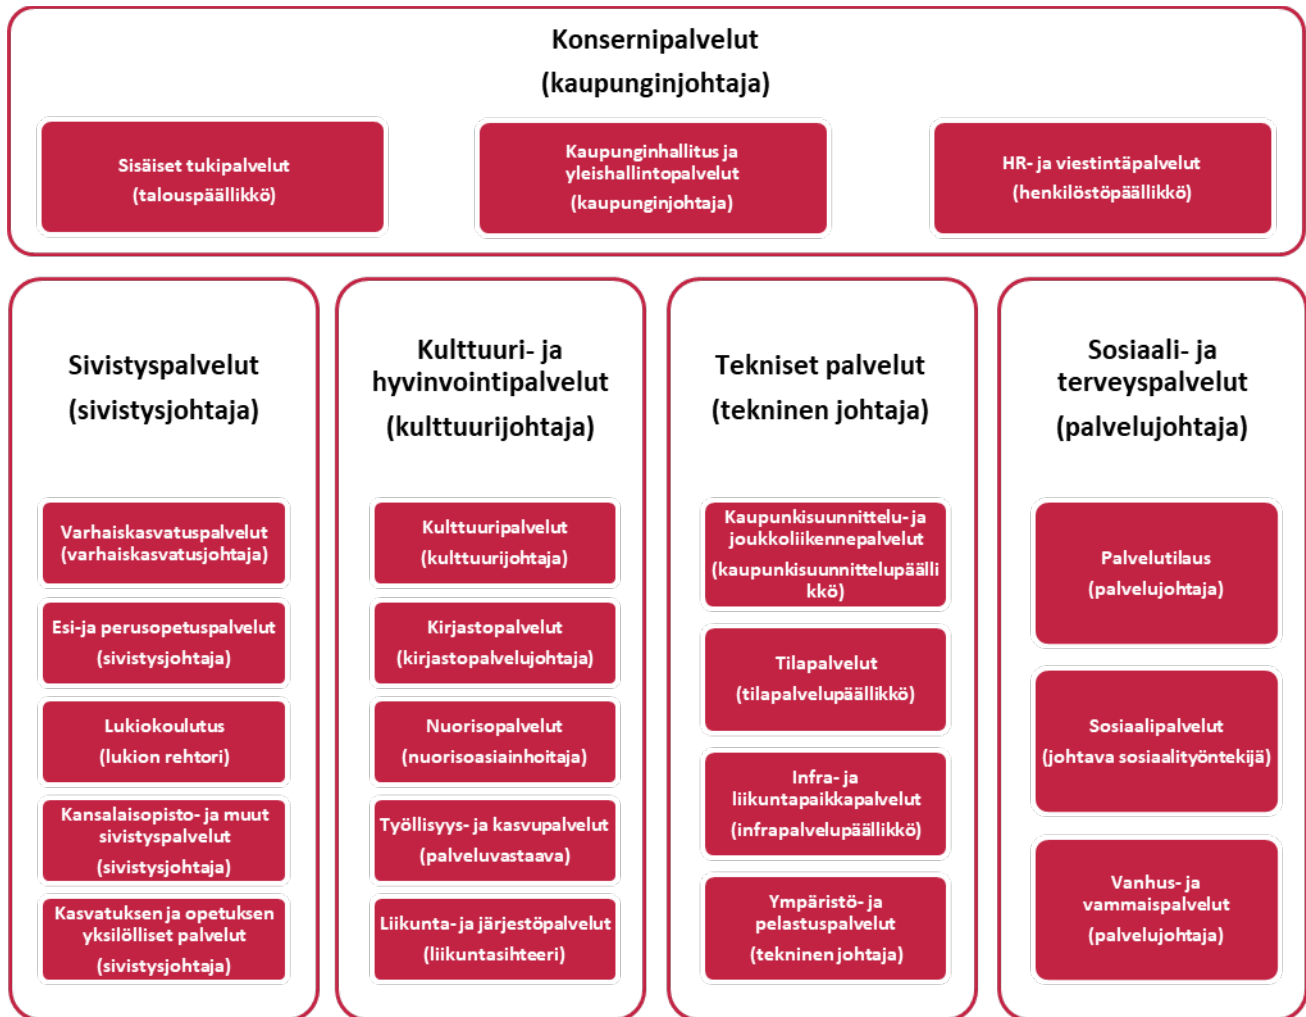 Konsernipalvelut
(kaupunginjohtaja)
Sisäiset tukipalvelut
(talouspäällikkö)
Kaupunginhallitus ja
yleishallintopalvelut
(kaupunginjohtaja)
HR- ja viestintäpalvelut
(henkilöstöpäällikkö)
Sivistyspalvelut
(sivistysjohtaja)
Varhaiskasvatuspalvelut
(varhaiskasvatusjohtaja)
Esi-ja perusopetuspalvelut
(sivistysjohtaja)
Lukiokoulutus
(lukion rehtori)
Kansalaisopisto- ja muut
sivistyspalvelut
(sivistysjohtaja)
Kasvatuksen ja opetuksen
yksilölliset palvelut
(sivistysjohtaja)
Kulttuuri- ja
hyvinvointipalvelut
(kulttuurijohtaja)
Kulttuuripalvelut
(kulttuurijohtaja)
Kirjastopalvelut
(kirjastopalvelujohtaja)
Nuorisopalvelut
(nuorisoasiainhoitaja)
Työllisyys- ja kasvupalvelut
(palveluvastaava)
Liikunta- ja järjestöpalvelut
(liikuntasihteeri)
Tekniset palvelut
(tekninen johtaja)
Kaupunkisuunnittelu- ja
joukkoliikennepalvelut
(kaupunkisuunnittelupäälli
kkö)
Tilapalvelut
(tilapalvelupäällikkö)
Infra- ja
liikuntapaikkapalvelut
(infrapalvelupäällikkö)
Ympäristö- ja
pelastuspalvelut
(tekninen johtaja)
Sosiaali- ja
terveyspalvelut
(palvelujohtaja)
Palvelutilaus
(palvelujohtaja)
Sosiaalipalvelut
(johtava sosiaalityöntekijä)
Vanhus- ja
vammaispalvelut
(palvelujohtaja)